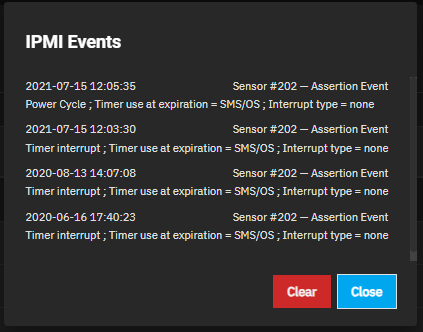 IPMI Events
2021-07-15 12:05:35 Sensor #202 — Assertion Event
Power Cycle ; Timer use at expiration = SMS/OS ; Interrupt type = none
2021-07-15 12:03:30 Sensor #202 — Assertion Event
Timer interrupt ; Timer use at expiration = SMS/OS ; Interrupt type = none
2020-08-13 14:07:08 Sensor #202 — Assertion Event
Timer interrupt ; Timer use at expiration = SMS/OS ; Interrupt type = none
2020-06-16 17:40:23 Sensor #202 — Assertion Event
Timer interrupt ; Timer use at expiration = SMS/OS ; Interrupt type = none
Clear Close